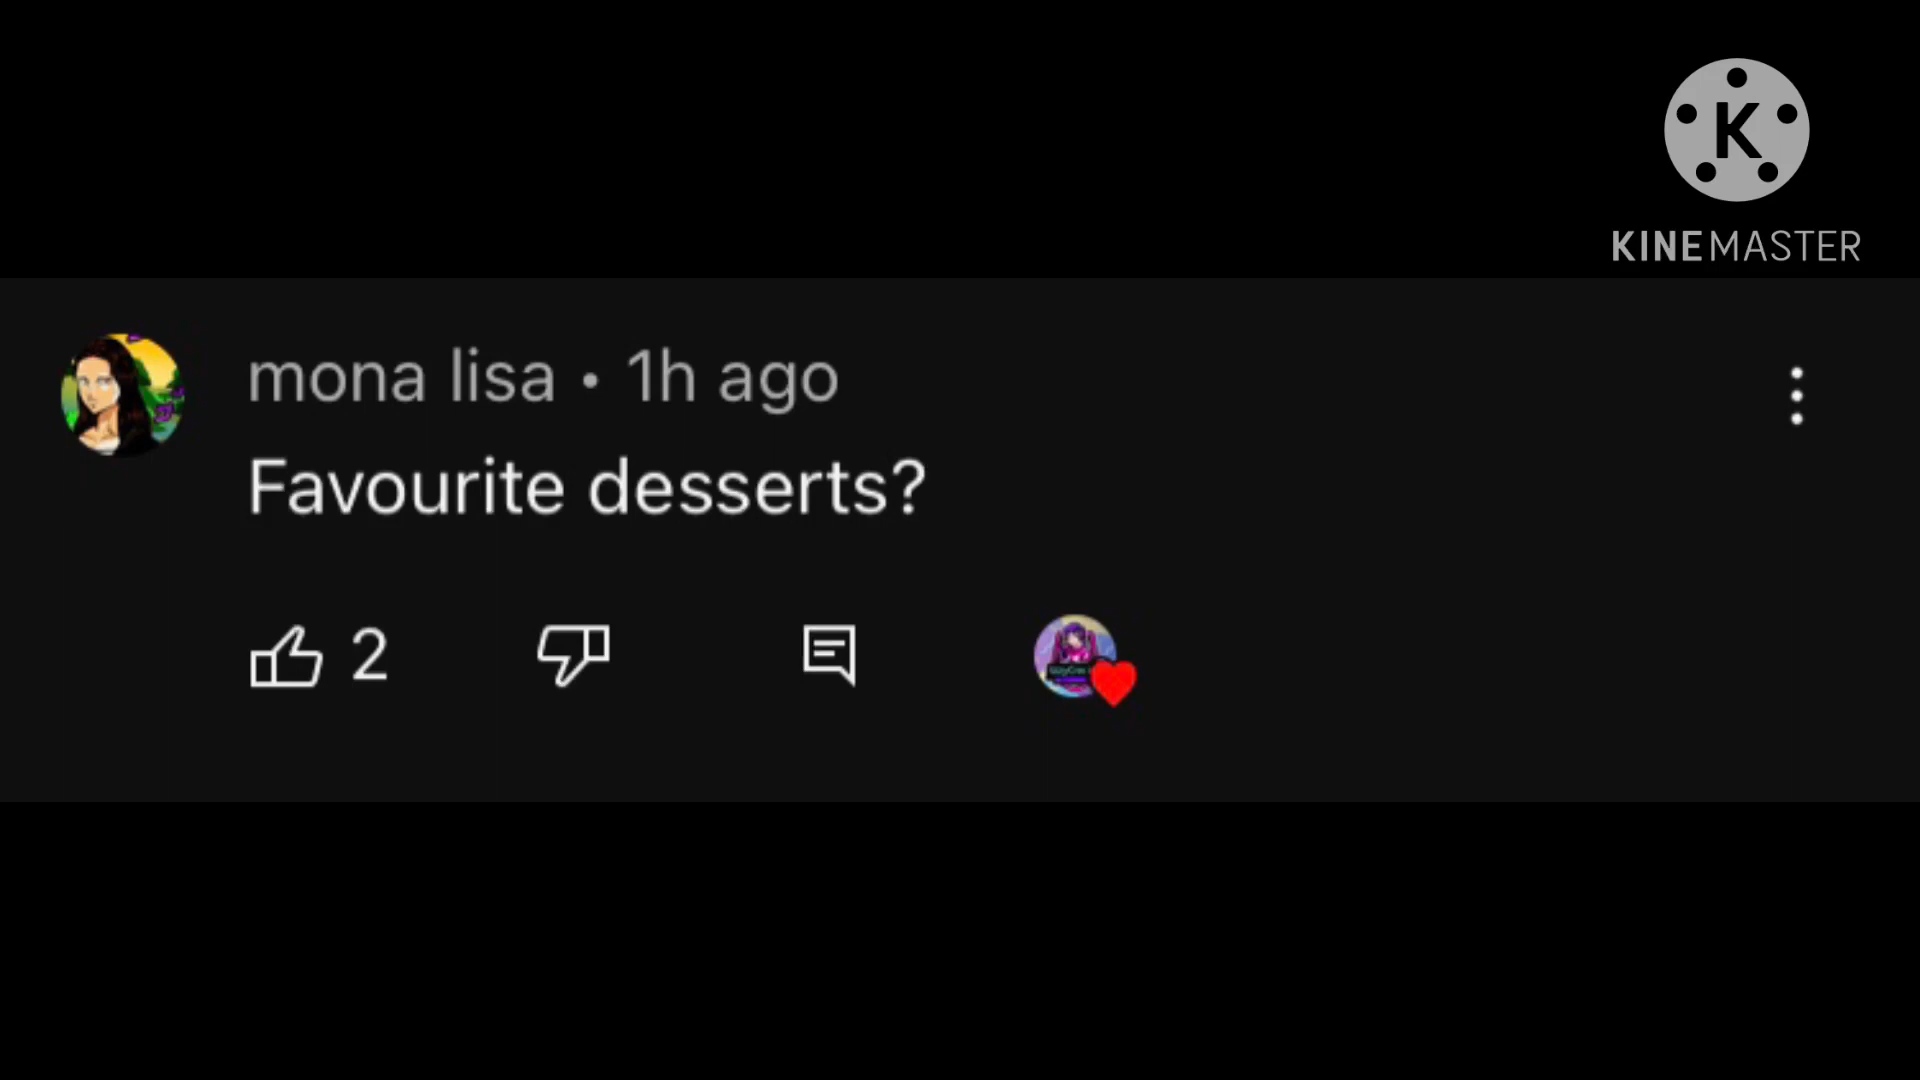 K
KINEMASTER
mona lisa • 1h ago
Favourite desserts?
2